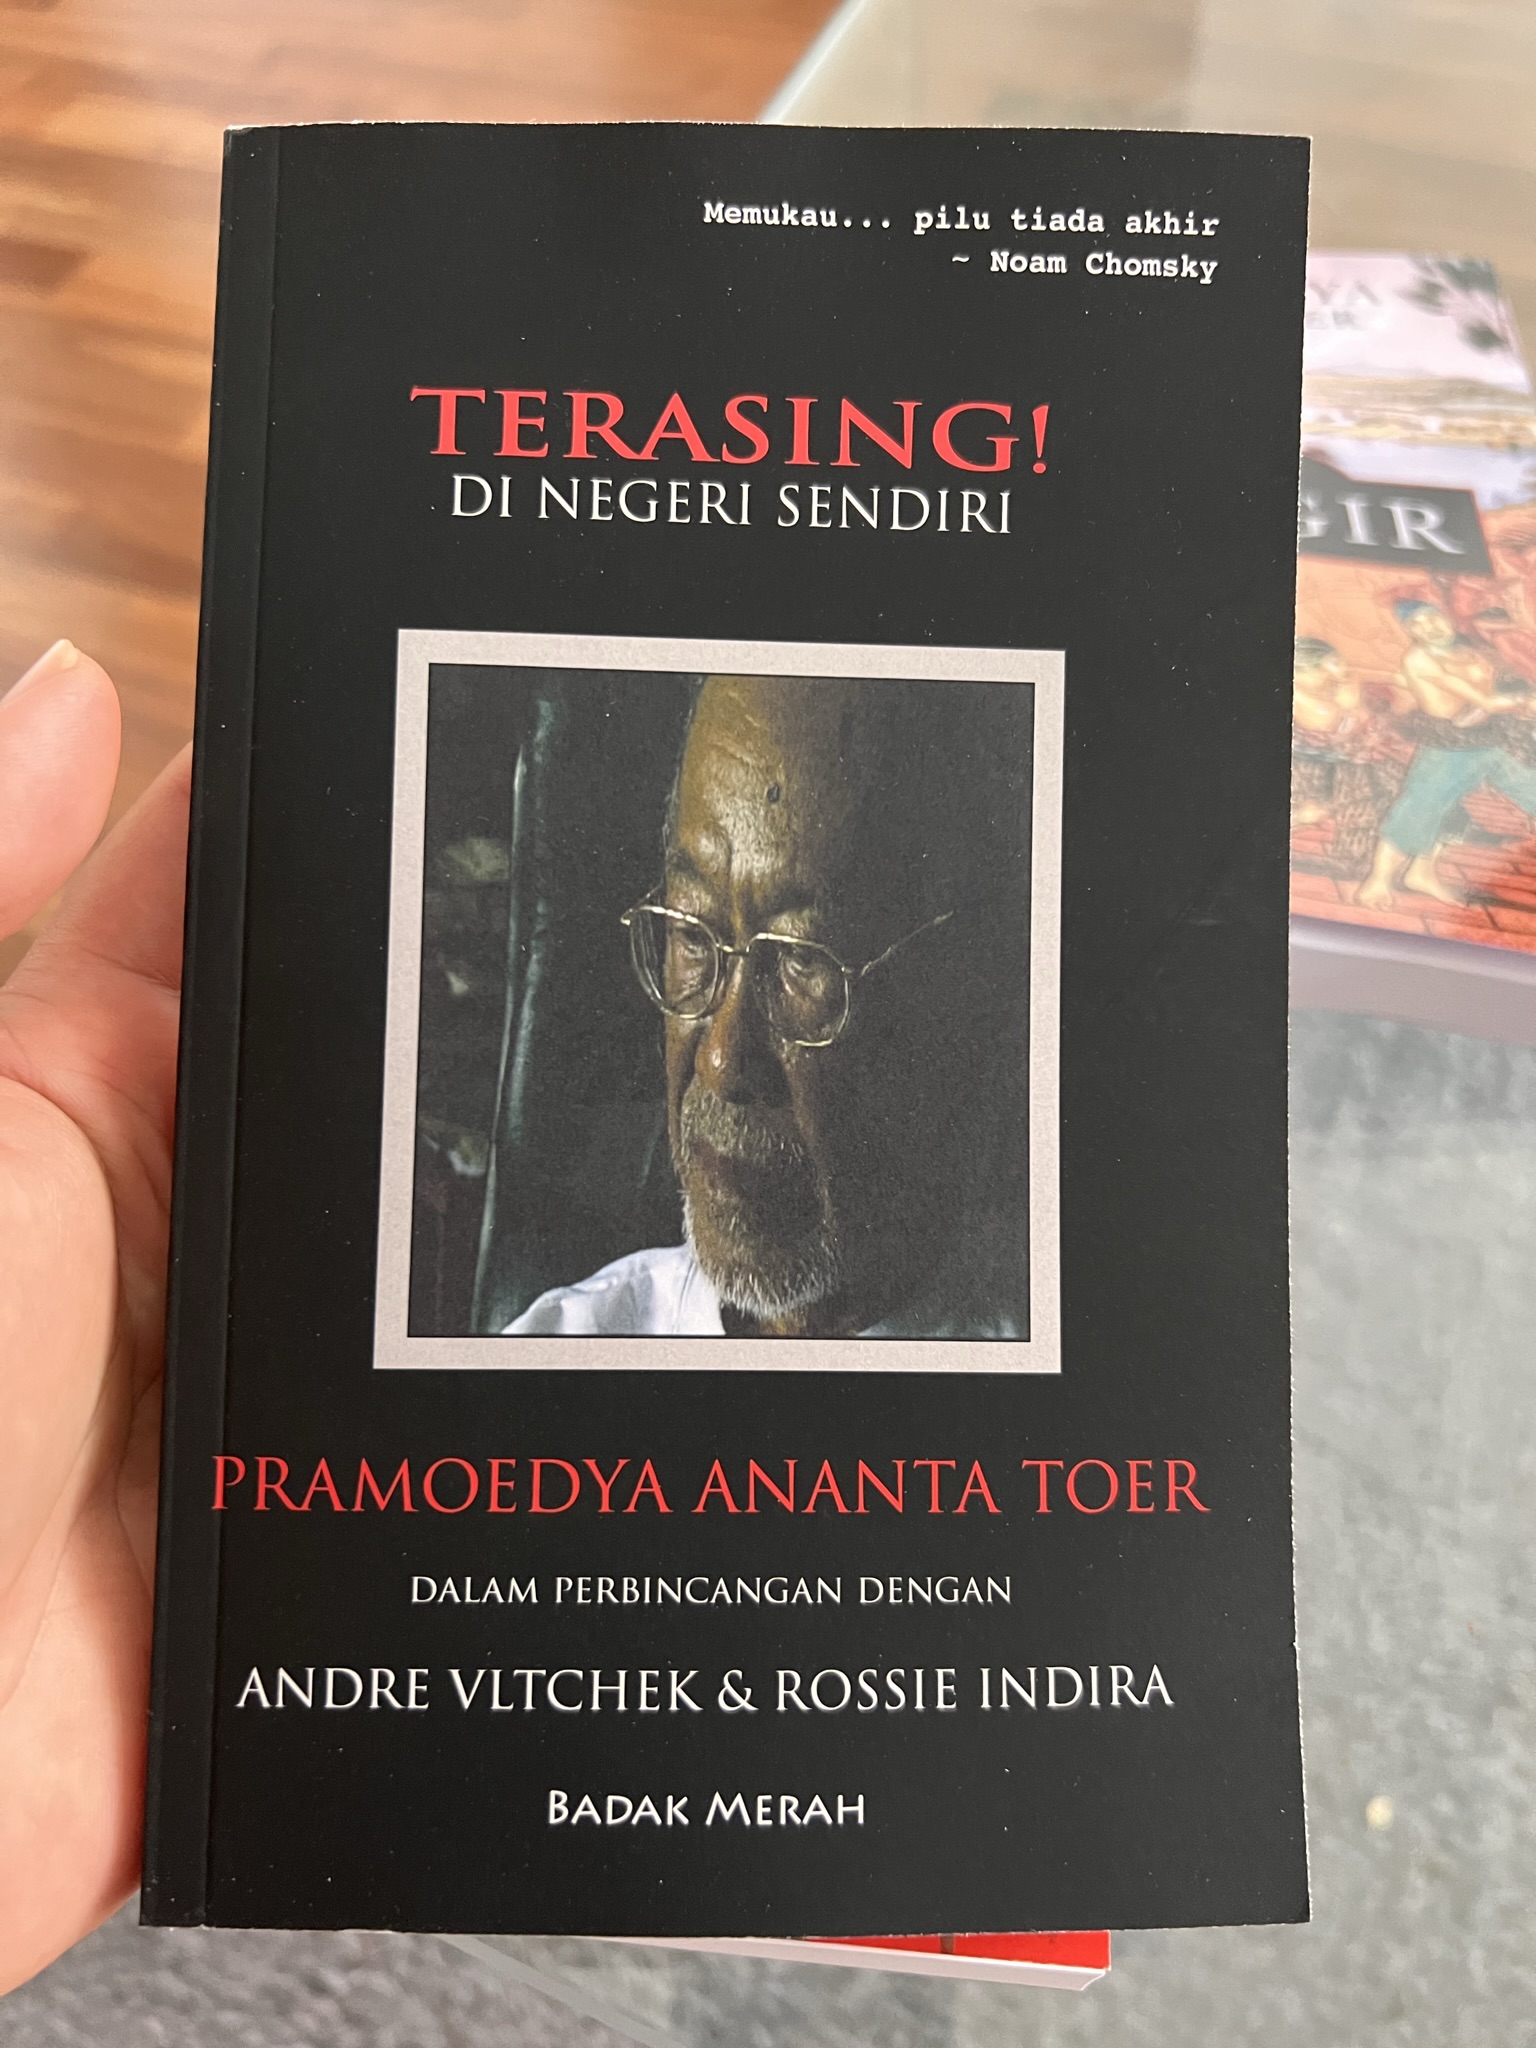 Memukau... pilu tiada akhir
~ Noam Chomsky
TERASING!
DI NEGERI SENDIRI
PRAMOEDYA ANANTA TOER
DALAM PERBINCANGAN DENGAN
ANDRE VLTCHEK & ROSSIE INDIRA
BADAK MERAH